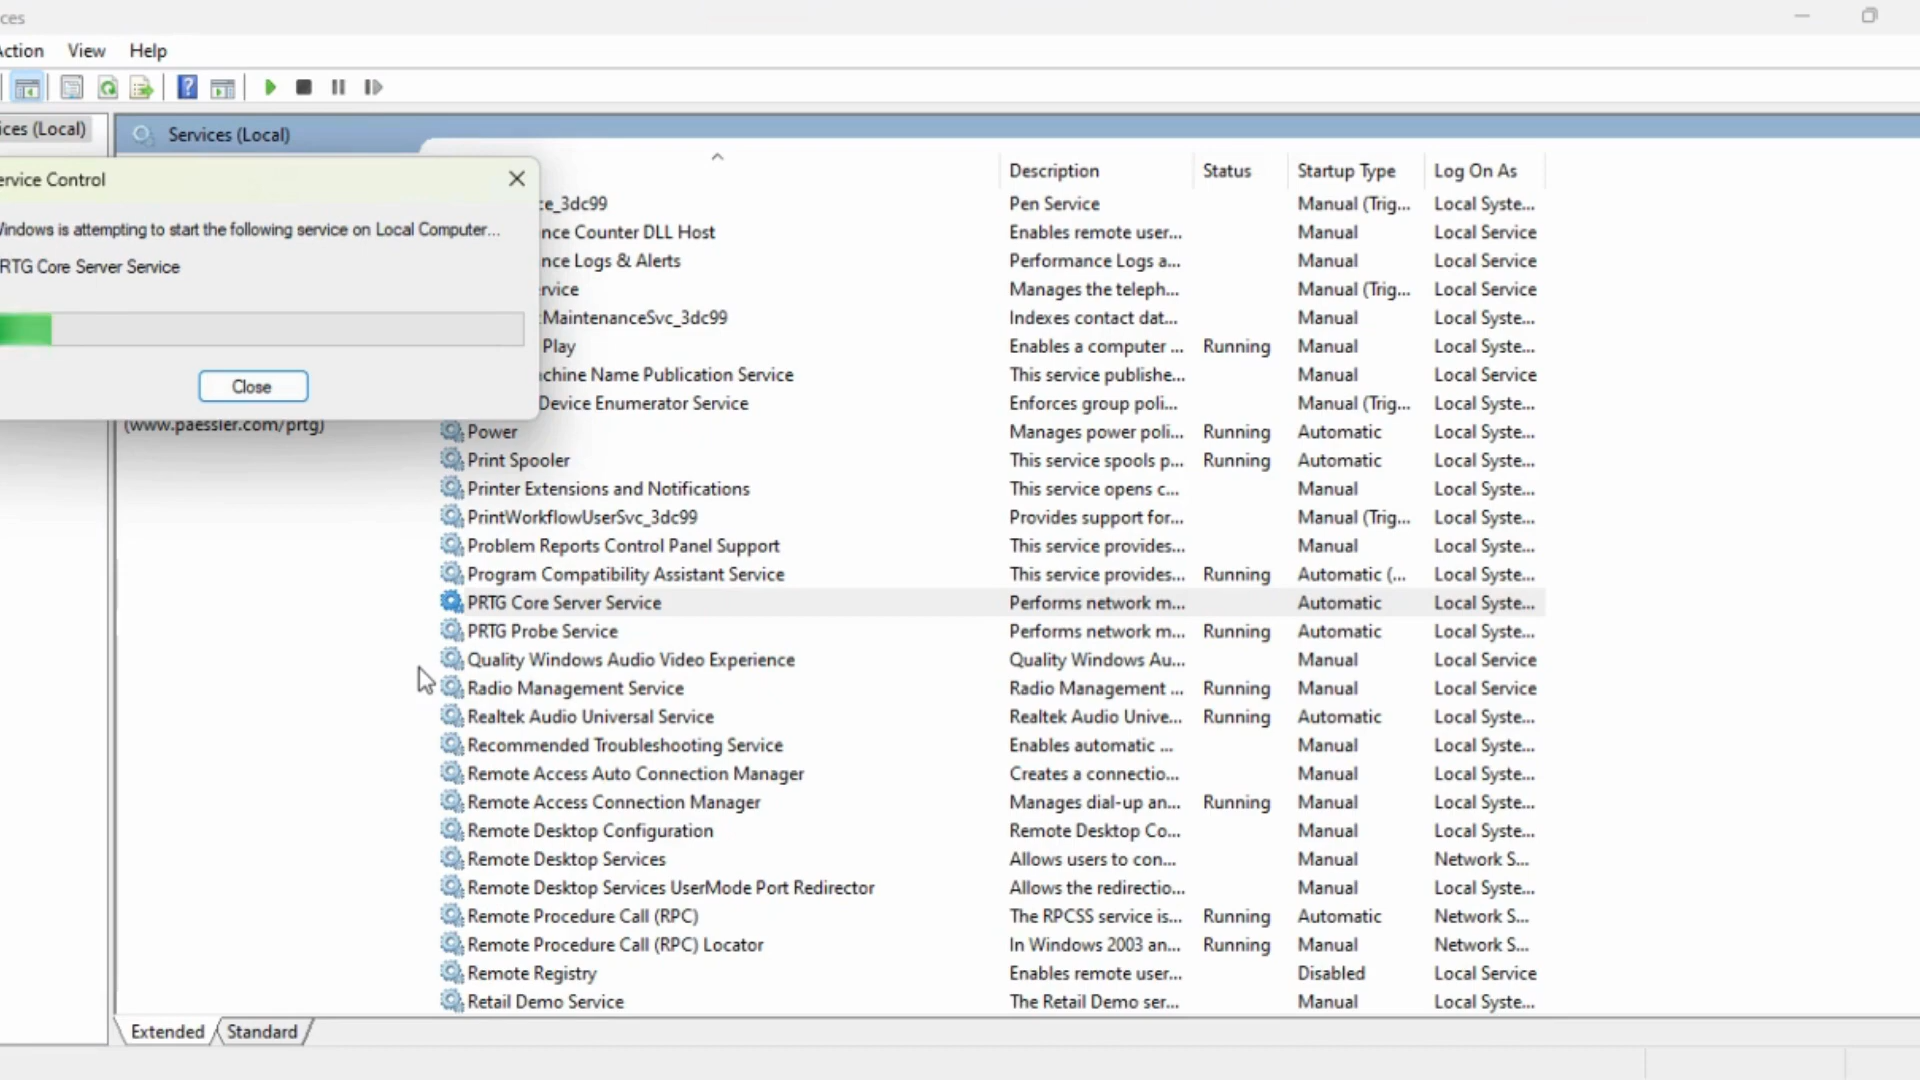 ces
Action View Help
ices (Local)
Services (Local)
ervice Control
Windows is attempting to start the following service on Local Computer...
RTG Core Server Service
Close
(www.paessler.com/prtg)
Description Status Startup Type Log On As
ce_3dc99 Pen Service Manual (Trig... Local Syste...
nce Counter DLL Host Enables remote user... Manual Local Service
nce Logs & Alerts Performance Logs a... Manual Local Service
rvice Manages the teleph... Manual (Trig... Local Service
MaintenanceSvc_3dc99 Indexes contact dat... Manual Local Syste...
Play Enables a computer ... Running Manual Local Syste...
chine Name Publication Service This service publishe... Manual Local Service
Device Enumerator Service Enforces group poli... Manual (Trig... Local Syste...
Power Manages power poli... Running Automatic Local Syste...
Print Spooler This service spools p... Running Automatic Local Syste...
Printer Extensions and Notifications This service opens c... Manual Local Syste...
PrintWorkflowUserSvc_3dc99 Provides support for... Manual (Trig... Local Syste...
Problem Reports Control Panel Support This service provides... Manual Local Syste...
Program Compatibility Assistant Service This service provides... Running Automatic (... Local Syste...
PRTG Core Server Service Performs network m... Automatic Local Syste...
PRTG Probe Service Performs network m... Running Automatic Local Syste...
Quality Windows Audio Video Experience Quality Windows Au... Manual Local Service
Radio Management Service Radio Management ... Running Manual Local Service
Realtek Audio Universal Service Realtek Audio Unive... Running Automatic Local Syste...
Recommended Troubleshooting Service Enables automatic ... Manual Local Syste...
Remote Access Auto Connection Manager Creates a connectio... Manual Local Syste...
Remote Access Connection Manager Manages dial-up an... Running Manual Local Syste...
Remote Desktop Configuration Remote Desktop Co... Manual Local Syste...
Remote Desktop Services Allows users to con... Manual Network S...
Remote Desktop Services UserMode Port Redirector Allows the redirectio... Manual Local Syste...
Remote Procedure Call (RPC) The RPCSS service is... Running Automatic Network S...
Remote Procedure Call (RPC) Locator In Windows 2003 an... Running Manual Network S...
Remote Registry Enables remote user... Disabled Local Service
Retail Demo Service The Retail Demo ser... Manual Local Syste...
Extended Standard